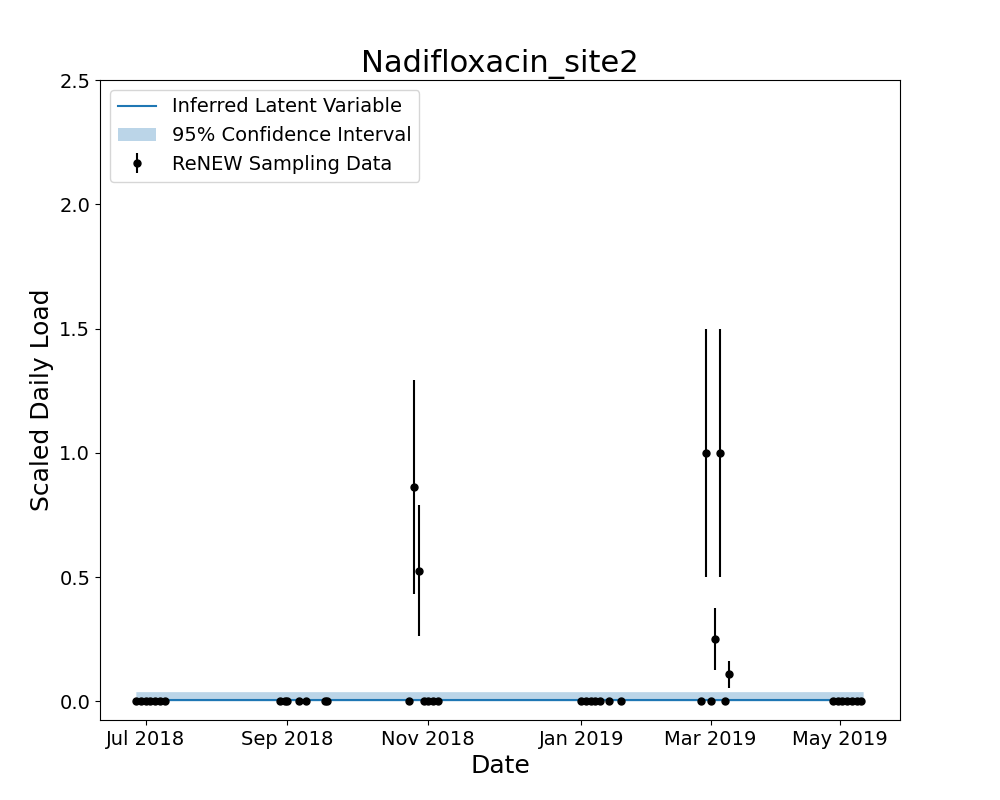 Nadifloxacin_site2
Inferred Latent Variable
95% Confidence Interval
ReNEW Sampling Data
Scaled Daily Load
2.5
2.0
1.5
1.0
0.5
0.0
Jul 2018 Sep 2018 Nov 2018 Jan 2019 Mar 2019 May 2019
Date